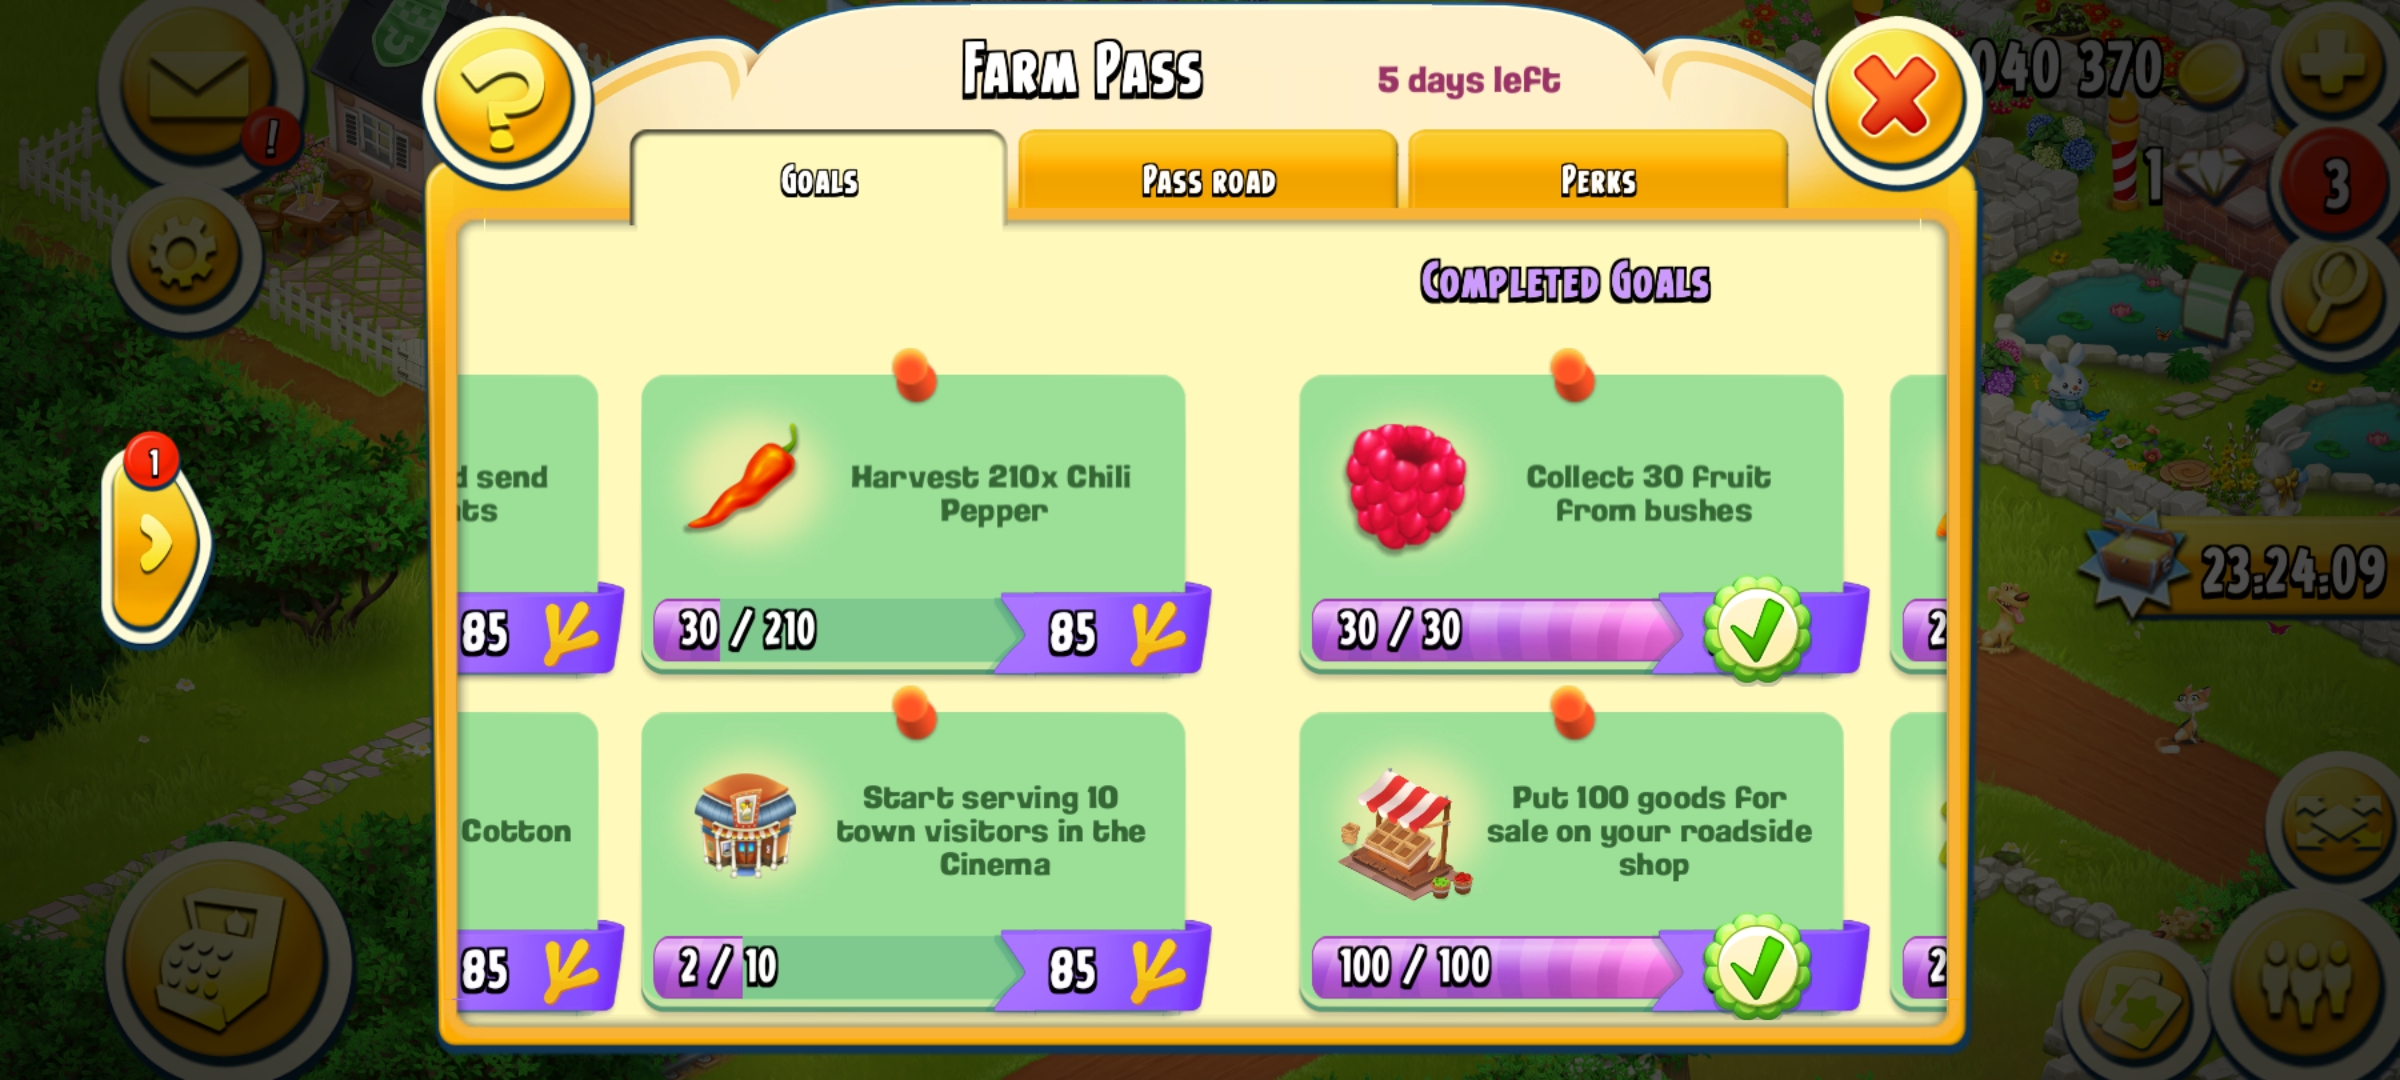 FARM PASS
5 days left
GOALS
PASS ROAD
PERKS
040 370
1
3
!
1
COMPLETED GOALS
d send
Harvest 210x Chili
Pepper
Collect 30 fruit
from bushes
85
30 / 210
85
30 / 30
23:24:09
Cotton
Start serving 10
town visitors in the
Cinema
Put 100 goods for
sale on your roadside
shop
85
2 / 10
85
100 / 100